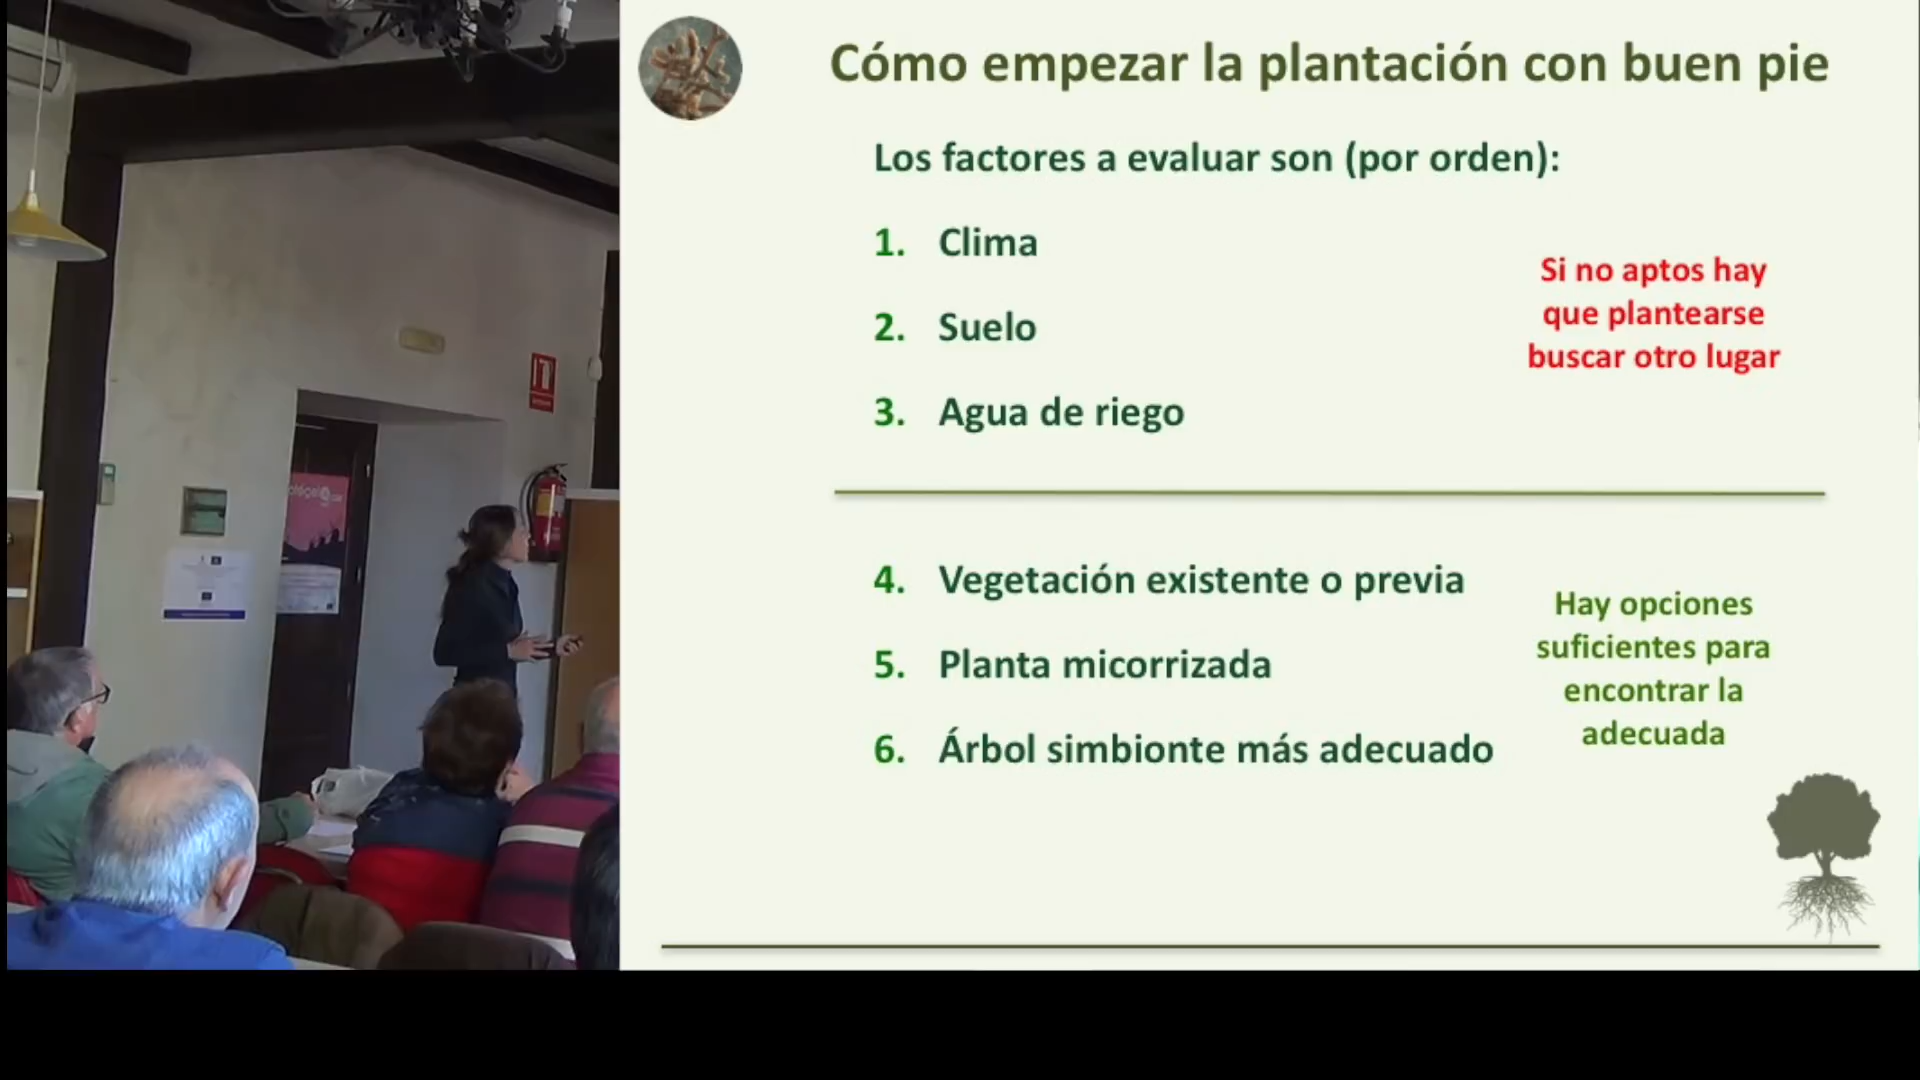 Cómo empezar la plantación con buen pie
Los factores a evaluar son (por orden):
1. Clima
2. Suelo
3. Agua de riego
Si no aptos hay
que plantearse
buscar otro lugar
4. Vegetación existente o previa
5. Planta micorrizada
6. Árbol simbionte más adecuado
Hay opciones
suficientes para
encontrar la
adecuada